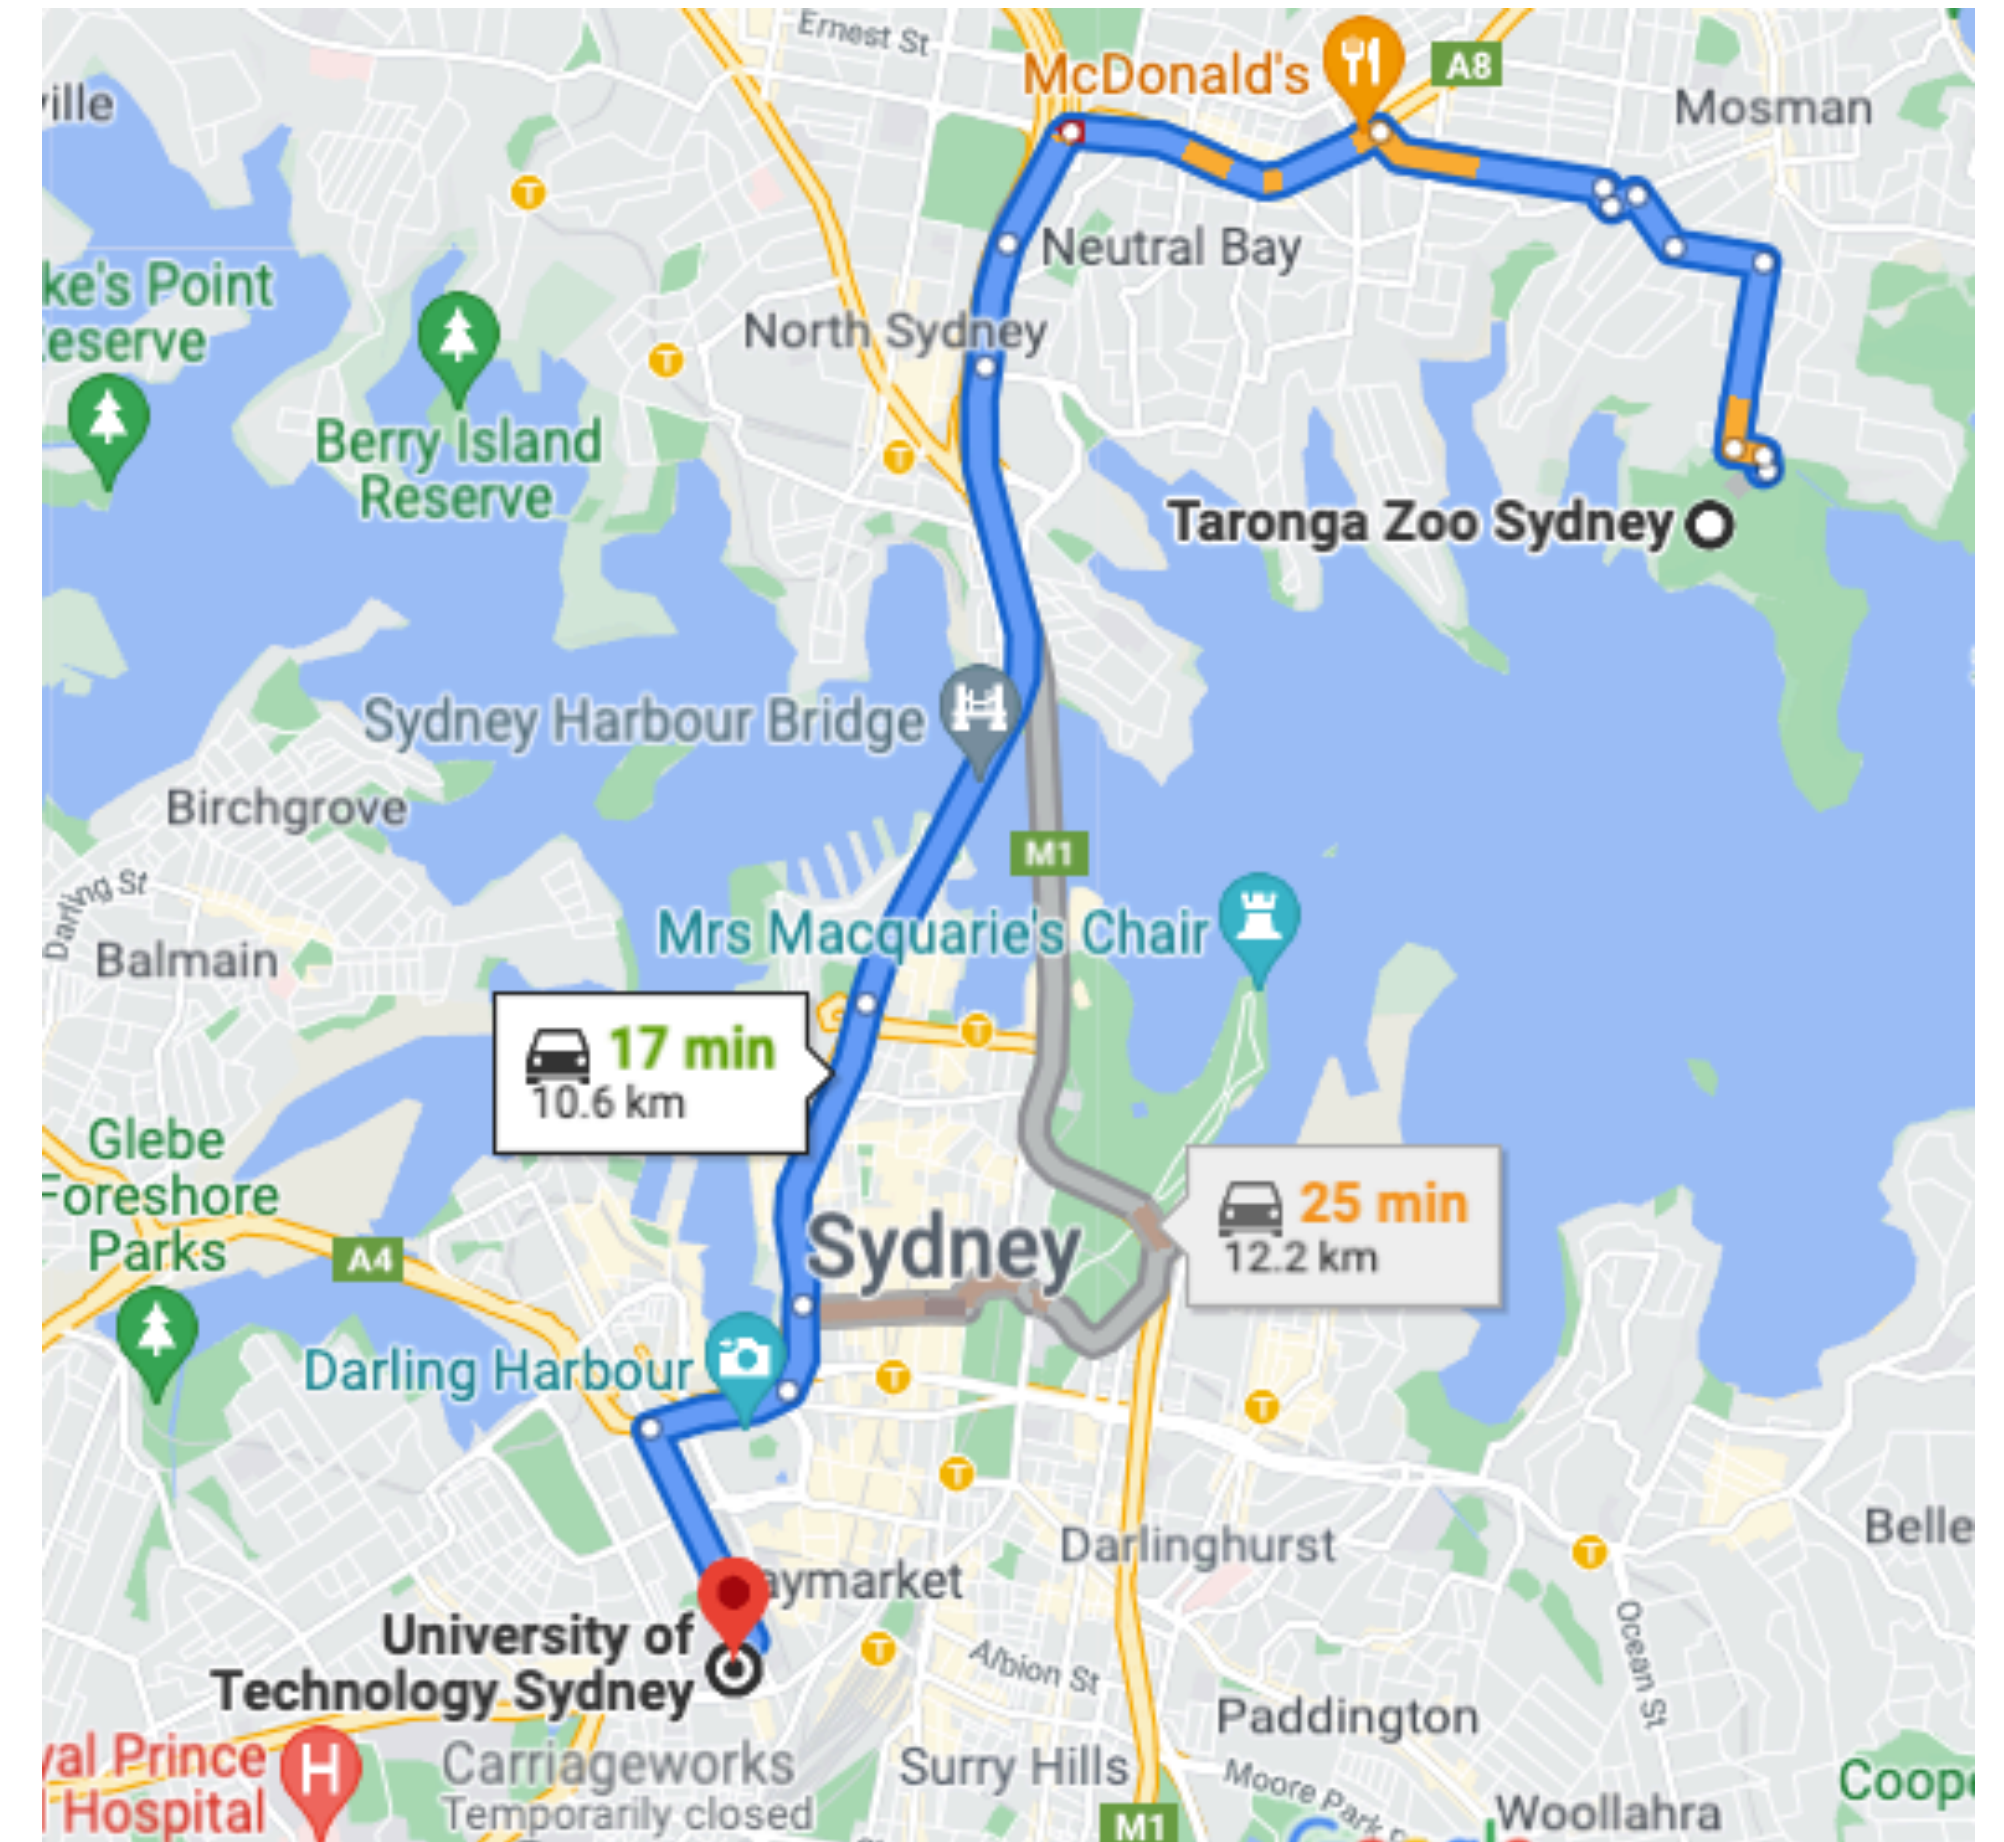 Ernest St
McDonald's
A8
Mosman
ville
Neutral Bay
ke's Point
North Sydney
Berry Island
Reserve
Taronga Zoo Sydney
Sydney Harbour Bridge
Birchgrove
M1
Darling St
Mrs Macquarie's Chair
Balmain
17 min
10.6 km
Glebe
Foreshore
Parks
25 min
12.2 km
Sydney
A4
Darling Harbour
Darlinghurst
Belle
aymarket
University of
Technology Sydney
Albion St
Ocean St
Paddington
yal Prince
Hospital
H
Carriageworks
Temporarily closed
Surry Hills
Moore Park
M1
Woollahra
Coope
T
T
T
T
T
T
T
T
T